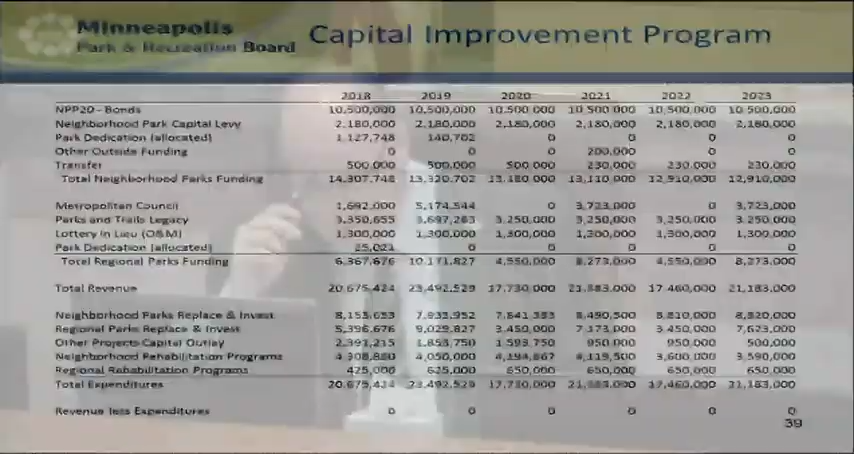 Minneapolis
Park & Recreation Board
Capital Improvement Program
2018 2019 2020 2021 2022 2023
NPP20 - Bonds 10,500,000 10,500,000 10,500,000 10,500,000 10,500,000 10,500,000
Neighborhood Park Capital Levy 2,180,000 2,180,000 2,180,000 2,180,000 2,180,000 2,180,000
Park Dedication (allocated) 1,127,748 140,702 0 0 0 0
Other Outside Funding 0 0 0 200,000 0 0
Transfer 500,000 500,000 500,000 230,000 230,000 230,000
Total Neighborhood Parks Funding 14,307,748 13,320,702 13,180,000 13,110,000 12,910,000 12,910,000
Metropolitan Council 1,692,000 5,174,544 0 3,723,000 0 3,723,000
Parks and Trails Legacy 3,350,655 3,697,283 3,250,000 3,250,000 3,250,000 3,250,000
Lottery in Lieu (O&M) 1,300,000 1,300,000 1,300,000 1,300,000 1,300,000 1,300,000
Park Dedication (allocated) 25,021 0 0 0 0 0
Total Regional Parks Funding 6,367,676 10,171,827 4,550,000 8,273,000 4,550,000 8,273,000
Total Revenue 20,675,424 23,492,529 17,730,000 21,383,000 17,460,000 21,183,000
Neighborhood Parks Replace & Invest 8,153,653 7,933,952 7,841,383 8,490,500 8,810,000 8,820,000
Regional Parks Replace & Invest 5,396,676 9,029,827 3,450,000 7,173,000 3,450,000 7,623,000
Other Projects-Capital Outlay 2,391,215 1,853,750 1,593,750 950,000 950,000 500,000
Neighborhood Rehabilitation Programs 4,308,880 4,050,000 4,194,867 4,119,500 3,600,000 3,590,000
Regional Rehabilitation Programs 425,000 625,000 650,000 650,000 650,000 650,000
Total Expenditures 20,675,424 23,492,529 17,730,000 21,383,000 17,460,000 21,183,000
Revenue less Expenditures 0 0 0 0 0 0
39